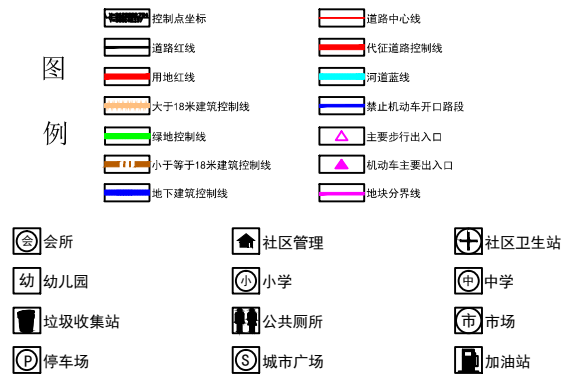 图
例
控制点坐标
道路中心线
道路红线
代征道路控制线
用地红线
河道蓝线
大于18米建筑控制线
禁止机动车开口路段
绿地控制线
主要步行出入口
小于等于18米建筑控制线
机动车主要出入口
地下建筑控制线
地块分界线
会 会所
社区管理
社区卫生站
幼 幼儿园
小 小学
中 中学
垃圾收集站
公共厕所
市 市场
P 停车场
S 城市广场
加油站